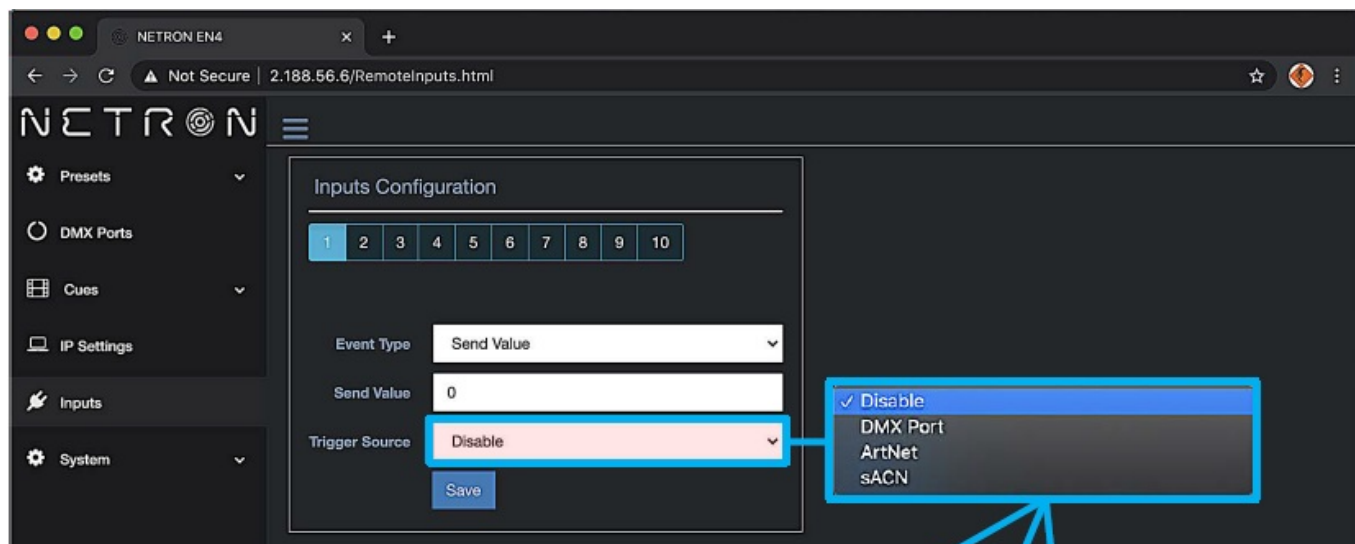 NETRON EN4
Not Secure | 2.188.56.6/RemoteInputs.html
NETRON
Presets
DMX Ports
Cues
IP Settings
Inputs
System
Inputs Configuration
1 2 3 4 5 6 7 8 9 10
Event Type Send Value
Send Value 0
Trigger Source Disable
Save
✓ Disable
DMX Port
ArtNet
sACN